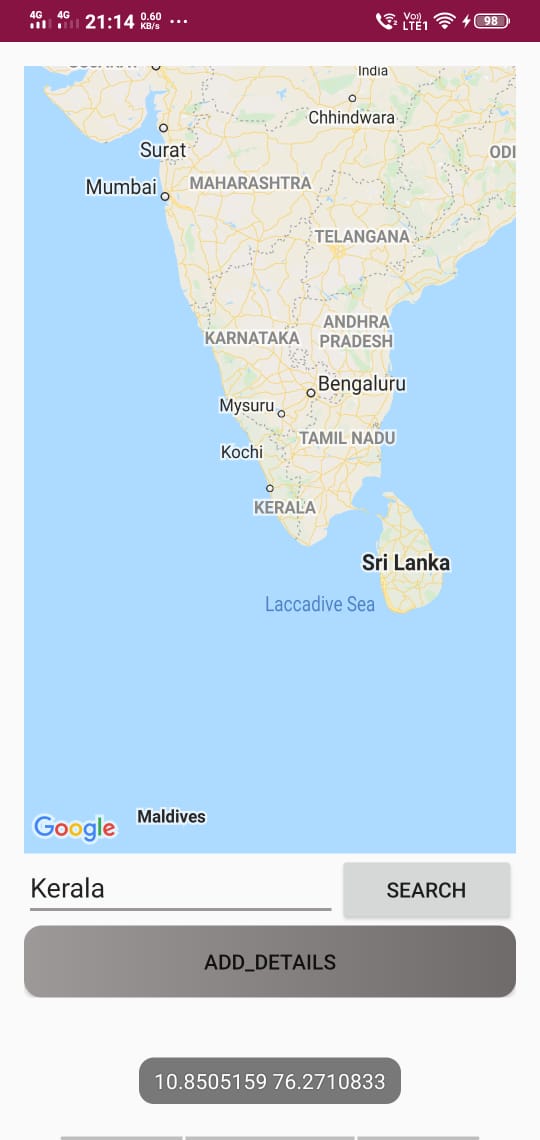 4G 4G 21:14 0.60 KB/s ... Vo) LTE1 98
India
Chhindwara
Surat
ODI
Mumbai
MAHARASHTRA
TELANGANA
ANDHRA
PRADESH
KARNATAKA
Bengaluru
Mysuru
TAMIL NADU
Kochi
KERALA
Sri Lanka
Laccadive Sea
Maldives
Google
Kerala
SEARCH
ADD_DETAILS
10.8505159 76.2710833